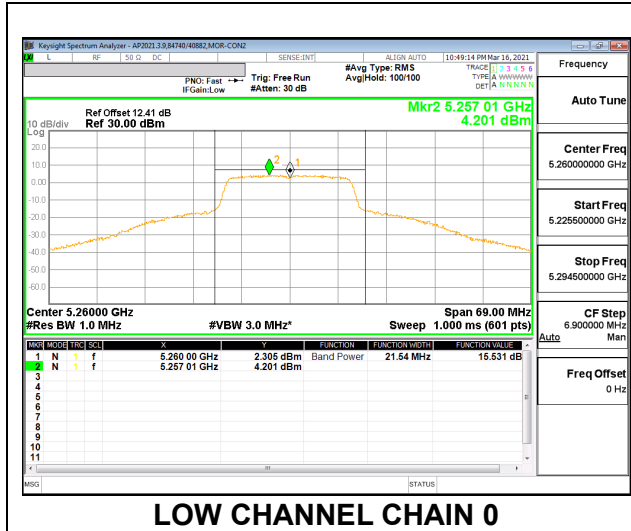 Keysight Spectrum Analyzer - AP2021.3.9,84740/40882,MOR-CON2
L RF 50 Ω DC SENSE:INT ALIGN AUTO 10:49:14 PM Mar 16, 2021
PNO: Fast
IFGain:Low
Trig: Free Run
#Atten: 30 dB
#Avg Type: RMS
Avg|Hold: 100/100
TRACE 1 2 3 4 5 6
TYPE A WWWWW
DET A N N N N N
Frequency
Auto Tune
Center Freq
5.260000000 GHz
Start Freq
5.225500000 GHz
Stop Freq
5.294500000 GHz
CF Step
6.900000 MHz
Auto Man
Freq Offset
0 Hz
Mkr2 5.257 01 GHz
4.201 dBm
Ref Offset 12.41 dB
10 dB/div Ref 30.00 dBm
Log
20.0
10.0
0.00
-10.0
-20.0
-30.0
-40.0
-50.0
-60.0
2
1
Center 5.26000 GHz Span 69.00 MHz
#Res BW 1.0 MHz #VBW 3.0 MHz* Sweep 1.000 ms (601 pts)
MKR MODE TRC SCL X Y FUNCTION FUNCTION WIDTH FUNCTION VALUE
1 N 1 f 5.260 00 GHz 2.305 dBm Band Power 21.54 MHz 15.531 dB
2 N 1 f 5.257 01 GHz 4.201 dBm
3
4
5
6
7
8
9
10
11
MSG STATUS
LOW CHANNEL CHAIN 0